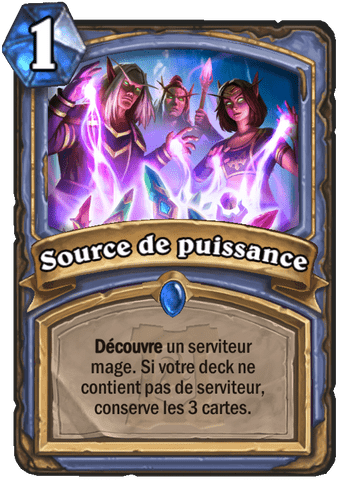 1
Source de puissance
Découvre un serviteur
mage. Si votre deck ne
contient pas de serviteur,
conserve les 3 cartes.